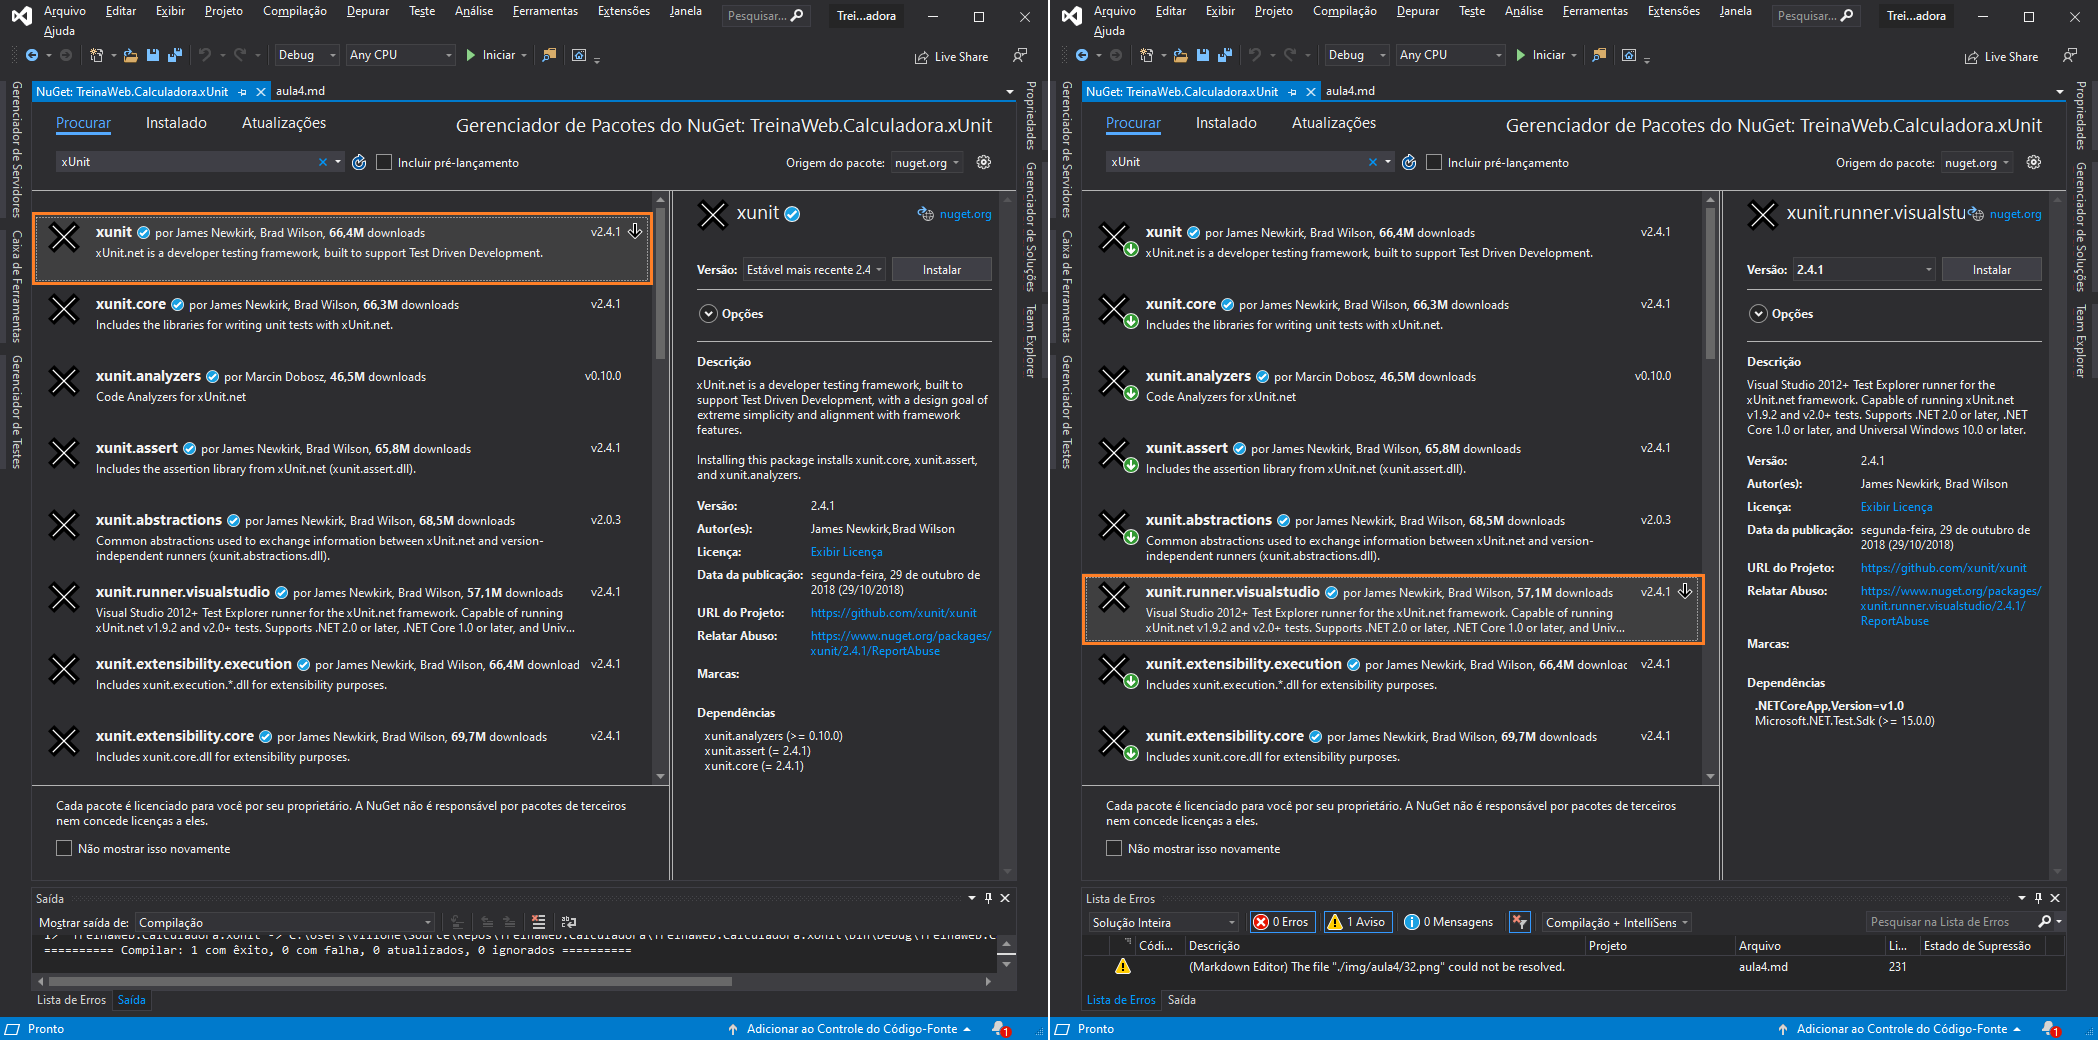 Arquivo Editar Exibir Projeto Compilação Depurar Teste Análise Ferramentas Extensões Janela Pesquisar... Trei...adora
Ajuda
Debug Any CPU Iniciar Live Share
NuGet: TreinaWeb.Calculadora.xUnit aula4.md
Gerenciador de Servidores
Caixa de Ferramentas
Gerenciador de Testes
Procurar Instalado Atualizações Gerenciador de Pacotes do NuGet: TreinaWeb.Calculadora.xUnit
xUnit Incluir pré-lançamento Origem do pacote: nuget.org
xunit por James Newkirk, Brad Wilson, 66,4M downloads v2.4.1
xUnit.net is a developer testing framework, built to support Test Driven Development.
xunit.core por James Newkirk, Brad Wilson, 66,3M downloads v2.4.1
Includes the libraries for writing unit tests with xUnit.net.
xunit.analyzers por Marcin Dobosz, 46,5M downloads v0.10.0
Code Analyzers for xUnit.net
xunit.assert por James Newkirk, Brad Wilson, 65,8M downloads v2.4.1
Includes the assertion library from xUnit.net (xunit.assert.dll).
xunit.abstractions por James Newkirk, Brad Wilson, 68,5M downloads v2.0.3
Common abstractions used to exchange information between xUnit.net and version-
independent runners (xunit.abstractions.dll).
xunit.runner.visualstudio por James Newkirk, Brad Wilson, 57,1M downloads v2.4.1
Visual Studio 2012+ Test Explorer runner for the xUnit.net framework. Capable of running
xUnit.net v1.9.2 and v2.0+ tests. Supports .NET 2.0 or later, .NET Core 1.0 or later, and Univ...
xunit.extensibility.execution por James Newkirk, Brad Wilson, 66,4M download v2.4.1
Includes xunit.execution.*.dll for extensibility purposes.
xunit.extensibility.core por James Newkirk, Brad Wilson, 69,7M downloads v2.4.1
Includes xunit.core.dll for extensibility purposes.
Cada pacote é licenciado para você por seu proprietário. A NuGet não é responsável por pacotes de terceiros
nem concede licenças a eles.
Não mostrar isso novamente
xunit nuget.org
Versão: Estável mais recente 2.4 Instalar
Opções
Descrição
xUnit.net is a developer testing framework, built to
support Test Driven Development, with a design goal of
extreme simplicity and alignment with framework
features.
Installing this package installs xunit.core, xunit.assert,
and xunit.analyzers.
Versão: 2.4.1
Autor(es): James Newkirk,Brad Wilson
Licença: Exibir Licença
Data da publicação: segunda-feira, 29 de outubro de
2018 (29/10/2018)
URL do Projeto: https://github.com/xunit/xunit
Relatar Abuso: https://www.nuget.org/packages/
xunit/2.4.1/ReportAbuse
Marcas:
Dependências
xunit.analyzers (>= 0.10.0)
xunit.assert (= 2.4.1)
xunit.core (= 2.4.1)
Propriedades
Gerenciador de Soluções
Team Explorer
Saída
Mostrar saída de: Compilação
========== Compilar: 1 com êxito, 0 com falha, 0 atualizados, 0 ignorados ==========
Lista de Erros Saída
Pronto Adicionar ao Controle do Código-Fonte 1
Arquivo Editar Exibir Projeto Compilação Depurar Teste Análise Ferramentas Extensões Janela Pesquisar... Trei...adora
Ajuda
Debug Any CPU Iniciar Live Share
NuGet: TreinaWeb.Calculadora.xUnit aula4.md
Gerenciador de Servidores
Caixa de Ferramentas
Gerenciador de Testes
Procurar Instalado Atualizações Gerenciador de Pacotes do NuGet: TreinaWeb.Calculadora.xUnit
xUnit Incluir pré-lançamento Origem do pacote: nuget.org
xunit por James Newkirk, Brad Wilson, 66,4M downloads v2.4.1
xUnit.net is a developer testing framework, built to support Test Driven Development.
xunit.core por James Newkirk, Brad Wilson, 66,3M downloads v2.4.1
Includes the libraries for writing unit tests with xUnit.net.
xunit.analyzers por Marcin Dobosz, 46,5M downloads v0.10.0
Code Analyzers for xUnit.net
xunit.assert por James Newkirk, Brad Wilson, 65,8M downloads v2.4.1
Includes the assertion library from xUnit.net (xunit.assert.dll).
xunit.abstractions por James Newkirk, Brad Wilson, 68,5M downloads v2.0.3
Common abstractions used to exchange information between xUnit.net and version-
independent runners (xunit.abstractions.dll).
xunit.runner.visualstudio por James Newkirk, Brad Wilson, 57,1M downloads v2.4.1
Visual Studio 2012+ Test Explorer runner for the xUnit.net framework. Capable of running
xUnit.net v1.9.2 and v2.0+ tests. Supports .NET 2.0 or later, .NET Core 1.0 or later, and Univ...
xunit.extensibility.execution por James Newkirk, Brad Wilson, 66,4M downloac v2.4.1
Includes xunit.execution.*.dll for extensibility purposes.
xunit.extensibility.core por James Newkirk, Brad Wilson, 69,7M downloads v2.4.1
Includes xunit.core.dll for extensibility purposes.
Cada pacote é licenciado para você por seu proprietário. A NuGet não é responsável por pacotes de terceiros
nem concede licenças a eles.
Não mostrar isso novamente
xunit.runner.visualstu nuget.org
Versão: 2.4.1 Instalar
Opções
Descrição
Visual Studio 2012+ Test Explorer runner for the
xUnit.net framework. Capable of running xUnit.net
v1.9.2 and v2.0+ tests. Supports .NET 2.0 or later, .NET
Core 1.0 or later, and Universal Windows 10.0 or later.
Versão: 2.4.1
Autor(es): James Newkirk, Brad Wilson
Licença: Exibir Licença
Data da publicação: segunda-feira, 29 de outubro de
2018 (29/10/2018)
URL do Projeto: https://github.com/xunit/xunit
Relatar Abuso: https://www.nuget.org/packages/
xunit.runner.visualstudio/2.4.1/
ReportAbuse
Marcas:
Dependências
.NETCoreApp,Version=v1.0
Microsoft.NET.Test.Sdk (>= 15.0.0)
Propriedades
Gerenciador de Soluções
Team Explorer
Lista de Erros
Solução Inteira 0 Erros 1 Aviso 0 Mensagens Compilação + IntelliSens Pesquisar na Lista de Erros
Códi... Descrição Projeto Arquivo Li... Estado de Supressão
(Markdown Editor) The file "./img/aula4/32.png" could not be resolved. aula4.md 231
Lista de Erros Saída
Pronto Adicionar ao Controle do Código-Fonte 1